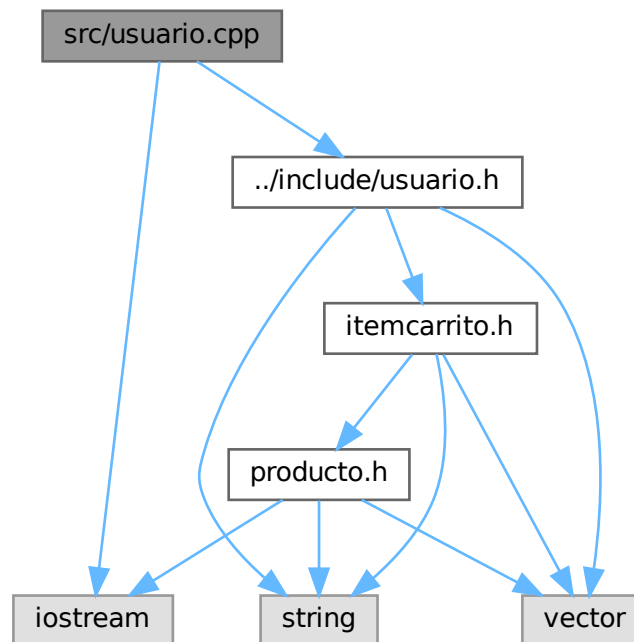 src/usuario.cpp
../include/usuario.h
itemcarrito.h
producto.h
iostream
string
vector